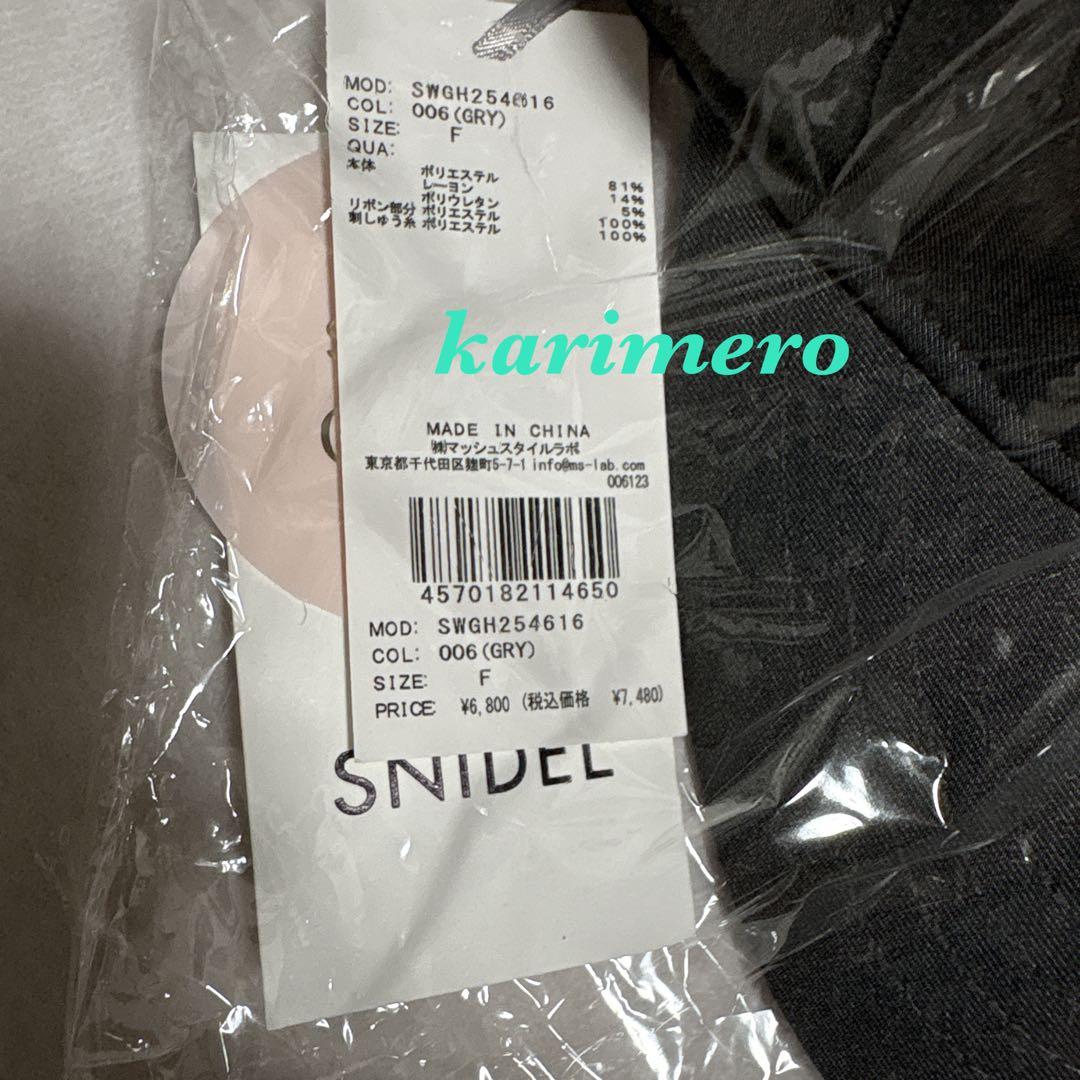 MOD: SWGH254616
COL: 006(GRY)
SIZE: F
QUA:
本体 ポリエステル 81%
レーヨン 14%
ポリウレタン 5%
リボン部分 ポリエステル 100%
刺しゅう糸 ポリエステル 100%
karimero
MADE IN CHINA
㈱マッシュスタイルラボ
東京都千代田区麹町5-7-1 info@ms-lab.com
006123
4570182114650
MOD: SWGH254616
COL: 006(GRY)
SIZE: F
PRICE: ¥6,800 (税込価格 ¥7,480)
SNIDEL